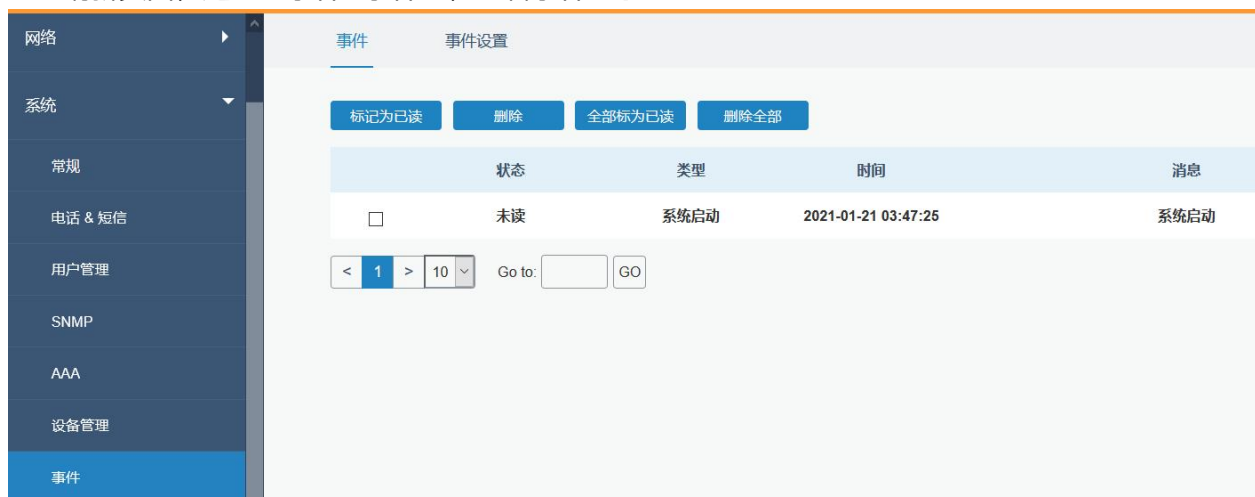 网络
系统
常规
电话 & 短信
用户管理
SNMP
AAA
设备管理
事件
事件 事件设置
标记为已读 删除 全部标为已读 删除全部
状态 类型 时间 消息
未读 系统启动 2021-01-21 03:47:25 系统启动
< 1 > 10 Go to: GO